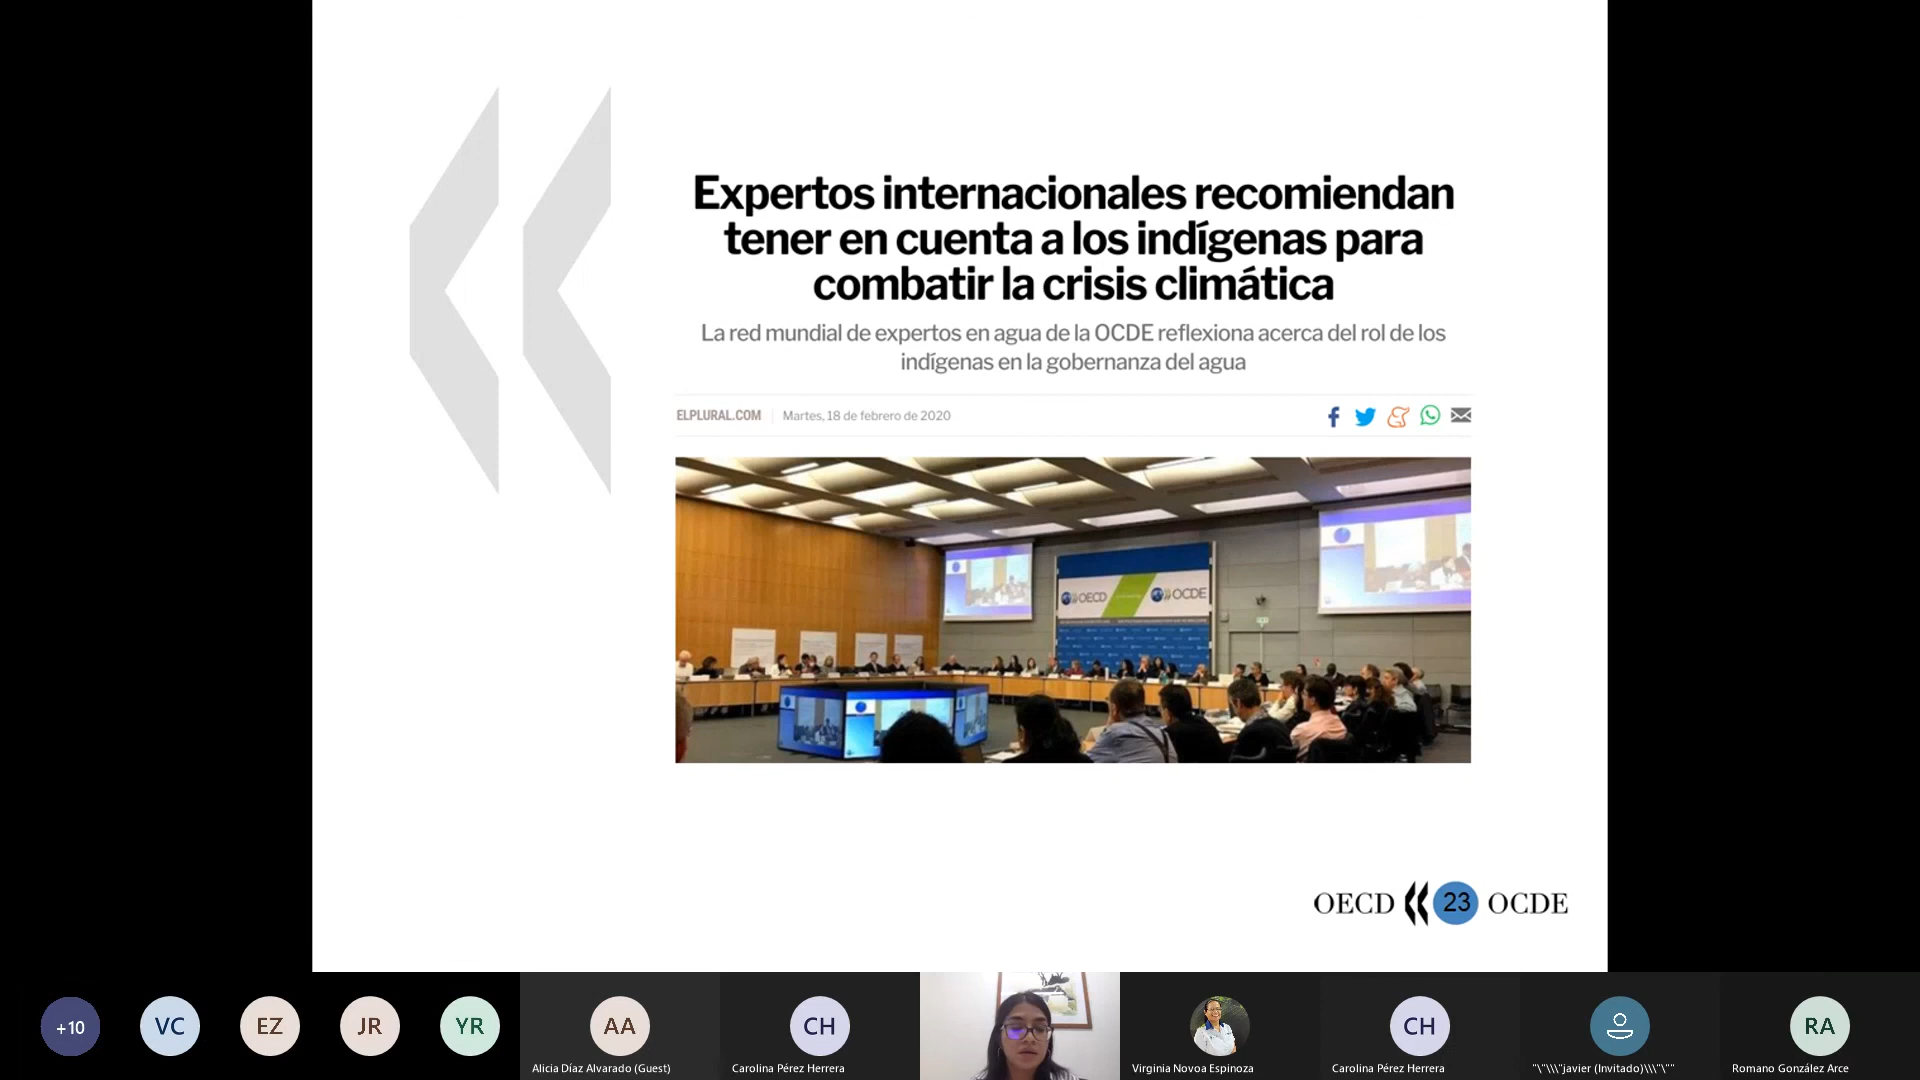 Expertos internacionales recomiendan
tener en cuenta a los indígenas para
combatir la crisis climática
La red mundial de expertos en agua de la OCDE reflexiona acerca del rol de los
indígenas en la gobernanza del agua
ELPLURAL.COM Martes, 18 de febrero de 2020
OECD OCDE
OECD 23 OCDE
+10 VC EZ JR YR AA CH CH RA
Alicia Díaz Alvarado (Guest) Carolina Pérez Herrera Virginia Novoa Espinoza Carolina Pérez Herrera "\"\\\"javier (Invitado)\\\"\"" Romano González Arce